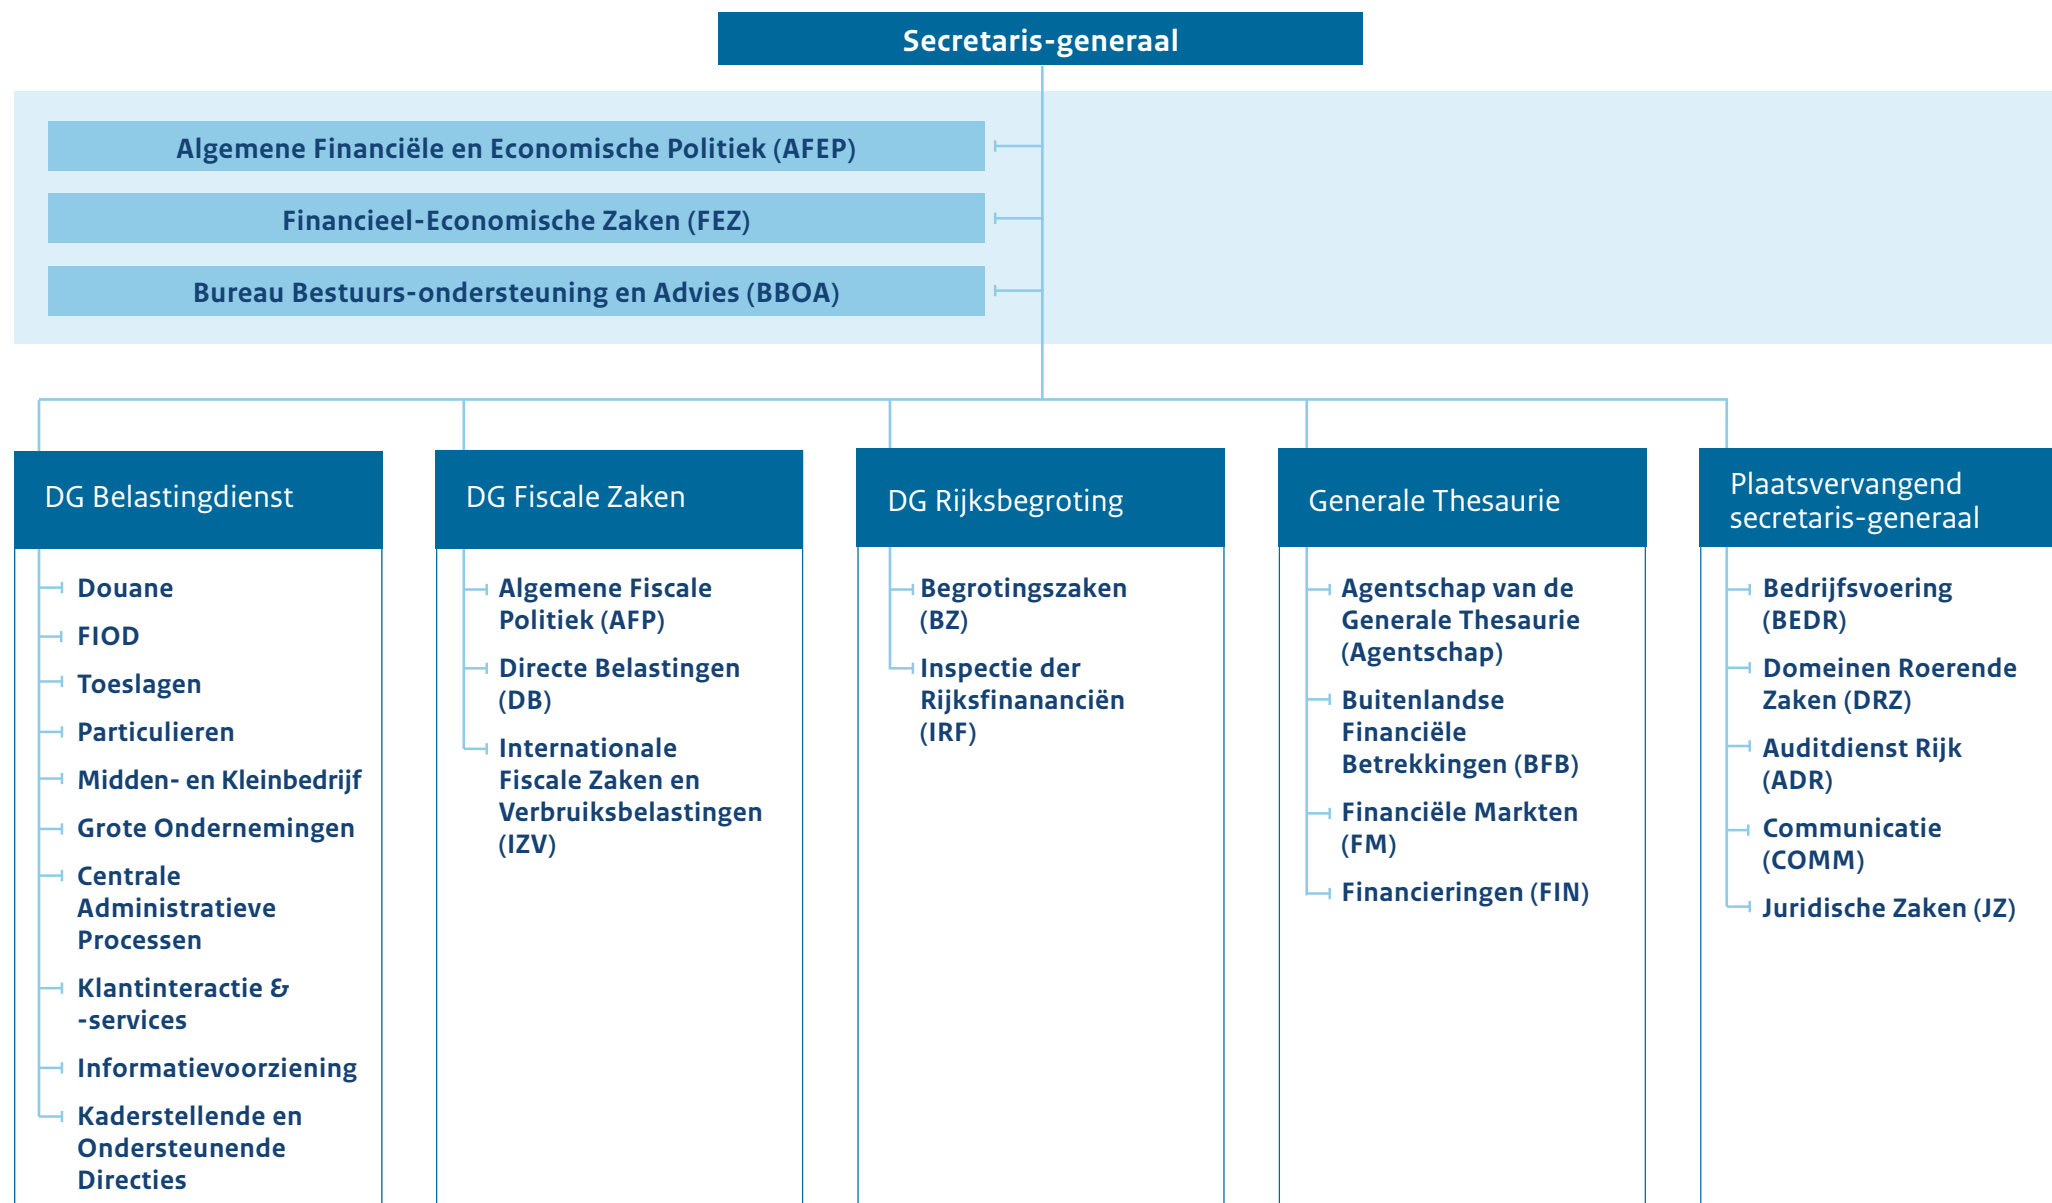 Secretaris-generaal
Algemene Financiële en Economische Politiek (AFEP)
Financieel-Economische Zaken (FEZ)
Bureau Bestuurs-ondersteuning en Advies (BBOA)
DG Belastingdienst
Douane
FIOD
Toeslagen
Particulieren
Midden- en Kleinbedrijf
Grote Ondernemingen
Centrale
Administratieve
Processen
Klantinteractie &
-services
Informatievoorziening
Kaderstellende en
Ondersteunende
Directies
DG Fiscale Zaken
Algemene Fiscale
Politiek (AFP)
Directe Belastingen
(DB)
Internationale
Fiscale Zaken en
Verbruiksbelastingen
(IZV)
DG Rijksbegroting
Begrotingszaken
(BZ)
Inspectie der
Rijksfinananciën
(IRF)
Generale Thesaurie
Agentschap van de
Generale Thesaurie
(Agentschap)
Buitenlandse
Financiële
Betrekkingen (BFB)
Financiële Markten
(FM)
Financieringen (FIN)
Plaatsvervangend
secretaris-generaal
Bedrijfsvoering
(BEDR)
Domeinen Roerende
Zaken (DRZ)
Auditdienst Rijk
(ADR)
Communicatie
(COMM)
Juridische Zaken (JZ)